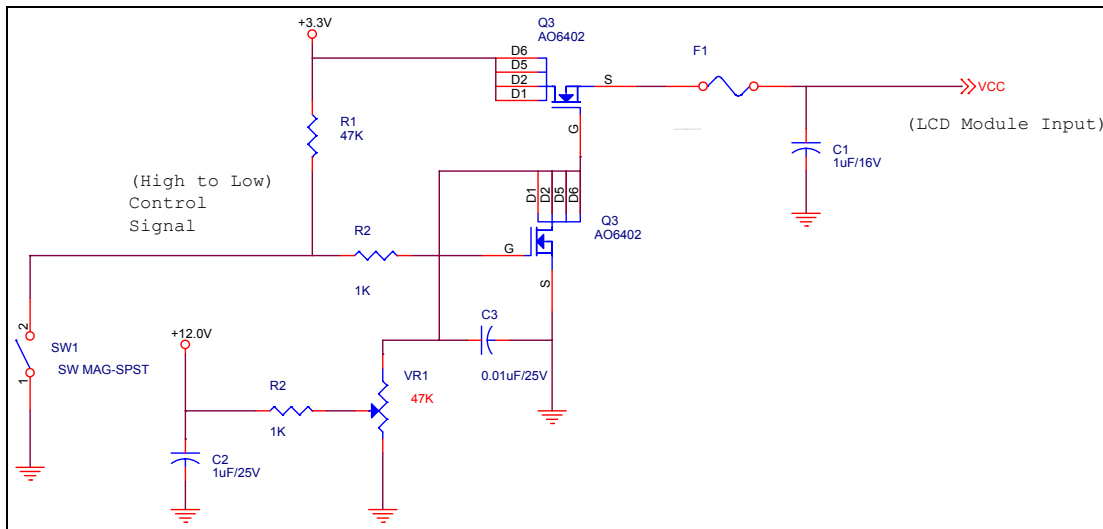 +3.3V
Q3
AO6402
D6
D5
D2
D1
S
G
F1
VCC
(LCD Module Input)
C1
1uF/16V
R1
47K
(High to Low)
Control
Signal
D1
D2
D5
D6
Q3
AO6402
G
S
R2
1K
2
1
SW1
SW MAG-SPST
+12.0V
C3
0.01uF/25V
VR1
47K
R2
1K
C2
1uF/25V